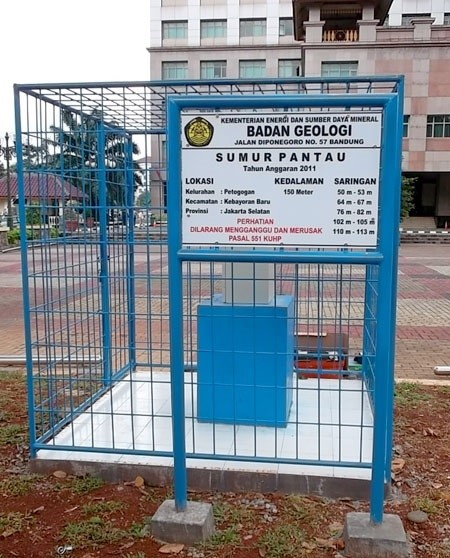 KEMENTERIAN ENERGI DAN SUMBER DAYA MINERAL
BADAN GEOLOGI
JALAN DIPONEGORO NO. 57 BANDUNG
SUMUR PANTAU
Tahun Anggaran 2011
LOKASI KEDALAMAN SARINGAN
Kelurahan : Petogogan 150 Meter 50 m - 53 m
Kecamatan : Kebayoran Baru 64 m - 67 m
Provinsi : Jakarta Selatan 76 m - 82 m
PERHATIAN 102 m - 105 m
DILARANG MENGGANGGU DAN MERUSAK 110 m - 113 m
PASAL 551 KUHP